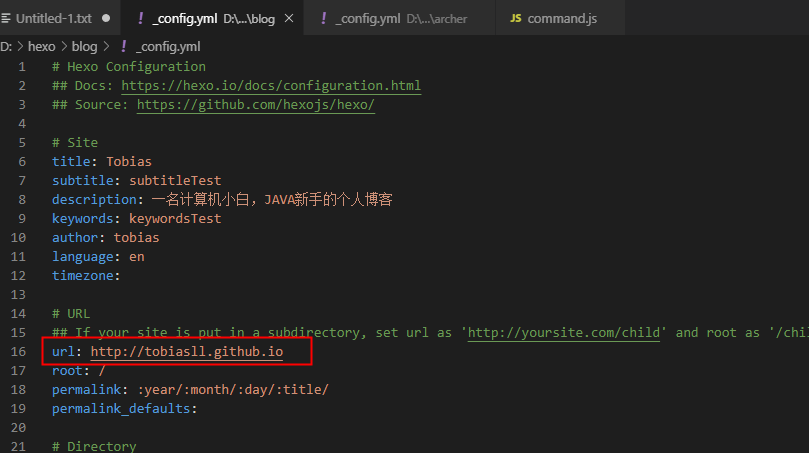 Untitled-1.txt ● ! _config.yml D:\...\blog × ! _config.yml D:\...\archer JS command.js
D: > hexo > blog > ! _config.yml
1 # Hexo Configuration
2 ## Docs: https://hexo.io/docs/configuration.html
3 ## Source: https://github.com/hexojs/hexo/
4
5 # Site
6 title: Tobias
7 subtitle: subtitleTest
8 description: 一名计算机小白，JAVA新手的个人博客
9 keywords: keywordsTest
10 author: tobias
11 language: en
12 timezone:
13
14 # URL
15 ## If your site is put in a subdirectory, set url as 'http://yoursite.com/child' and root as '/chil
16 url: http://tobiasll.github.io
17 root: /
18 permalink: :year/:month/:day/:title/
19 permalink_defaults:
20
21 # Directory